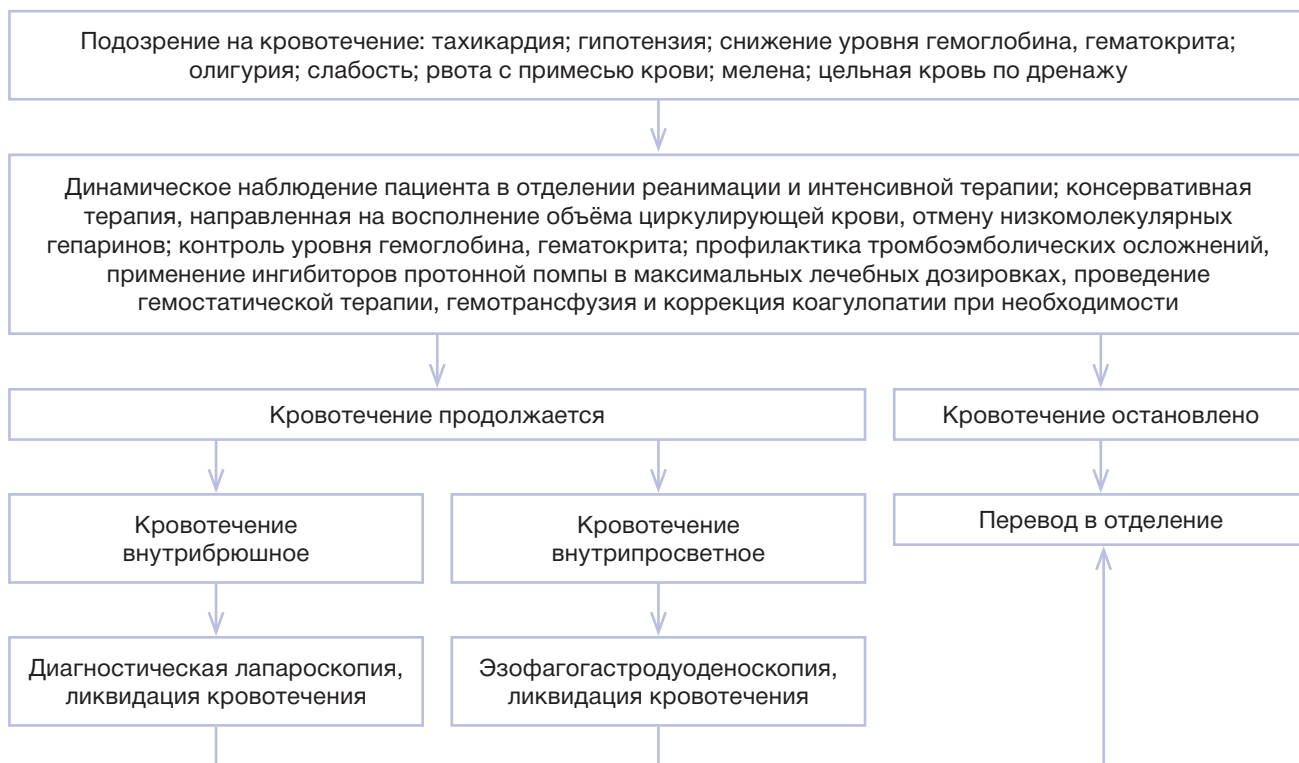 Подозрение на кровотечение: тахикардия; гипотензия; снижение уровня гемоглобина, гематокрита;
олигурия; слабость; рвота с примесью крови; мелена; цельная кровь по дренажу
Динамическое наблюдение пациента в отделении реанимации и интенсивной терапии; консервативная
терапия, направленная на восполнение объёма циркулирующей крови, отмену низкомолекулярных
гепаринов; контроль уровня гемоглобина, гематокрита; профилактика тромбоэмболических осложнений,
применение ингибиторов протонной помпы в максимальных лечебных дозировках, проведение
гемостатической терапии, гемотрансфузия и коррекция коагулопатии при необходимости
Кровотечение продолжается
Кровотечение остановлено
Кровотечение
внутрибрюшное
Кровотечение
внутрипросветное
Перевод в отделение
Диагностическая лапароскопия,
ликвидация кровотечения
Эзофагогастродуоденоскопия,
ликвидация кровотечения